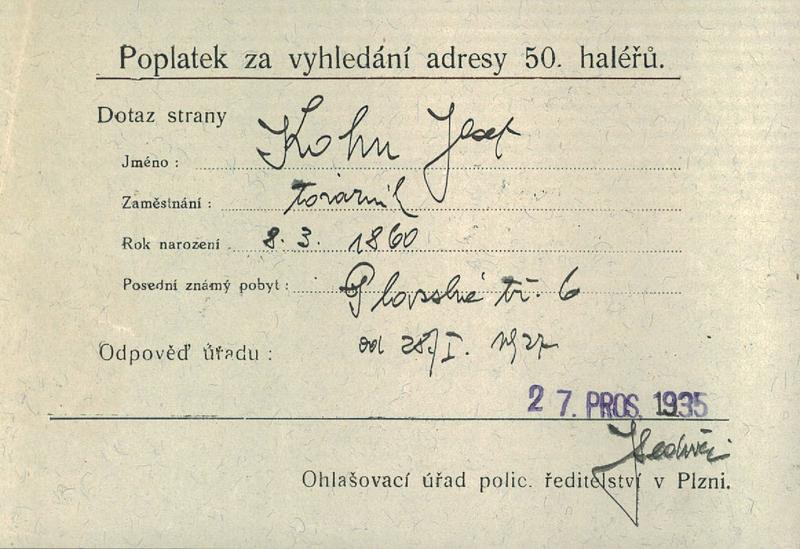 Poplatek za vyhledání adresy 50. haléřů.
Dotaz strany
Jméno : Kohn Josef
Zaměstnání : továrník
Rok narození 8. 3. 1860
Posední známý pobyt : tř. 6
Odpověď úřadu : od 28/I. 1927
27. PROS. 1935
Ohlašovací úřad polic. ředitelství v Plzni.